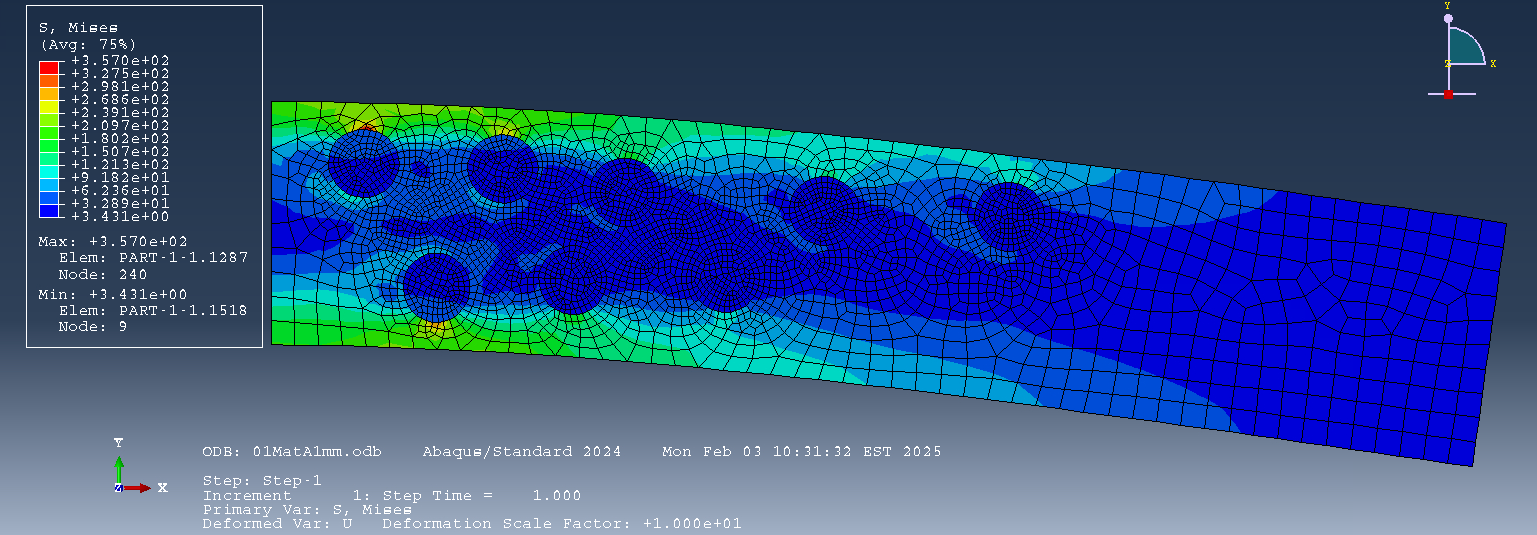 S, Mises
(Avg: 75%)
+3.570e+02
+3.275e+02
+2.981e+02
+2.686e+02
+2.391e+02
+2.097e+02
+1.802e+02
+1.507e+02
+1.213e+02
+9.182e+01
+6.236e+01
+3.289e+01
+3.431e+00
Max: +3.570e+02
Elem: PART-1-1.1287
Node: 240
Min: +3.431e+00
Elem: PART-1-1.1518
Node: 9
Y
Z
X
Y
Z
X
ODB: 01MatA1mm.odb Abaqus/Standard 2024 Mon Feb 03 10:31:32 EST 2025
Step: Step-1
Increment 1: Step Time = 1.000
Primary Var: S, Mises
Deformed Var: U Deformation Scale Factor: +1.000e+01